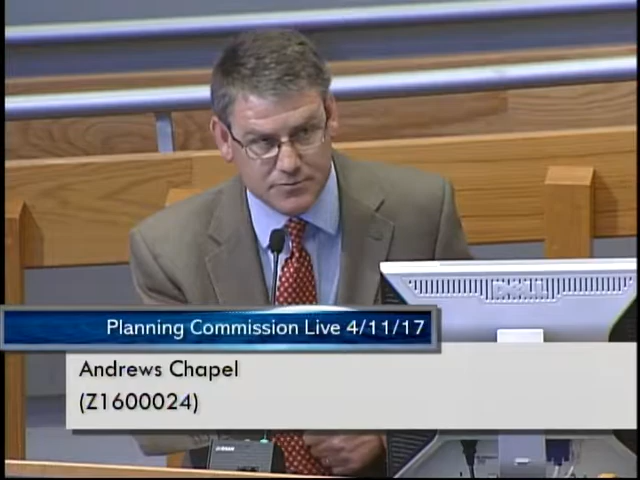 Planning Commission Live 4/11/17
Andrews Chapel
(Z1600024)